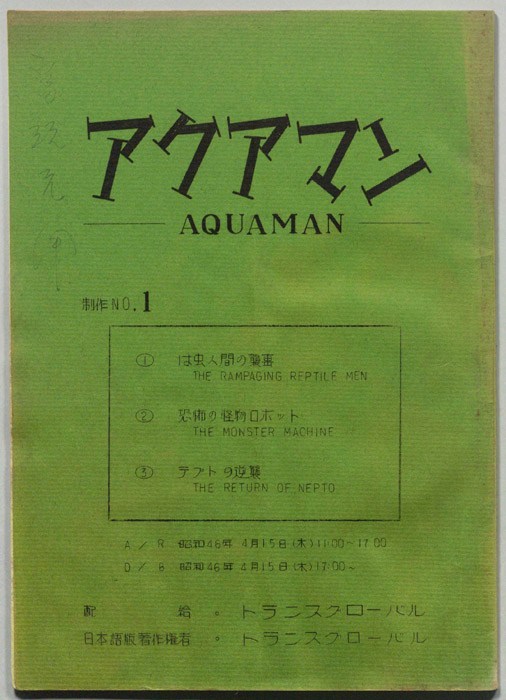 アクアマン
AQUAMAN
制作NO.1
① は虫人間の襲撃
THE RAMPAGING REPTILE MEN
② 恐怖の怪物ロボット
THE MONSTER MACHINE
③ テプトの逆襲
THE RETURN OF NEPTO
A / R 昭和46年 4月15日(木)11:00~17:00
D / B 昭和46年 4月15日(木)17:00~
配 給 。 トランスグローバル
日本語版著作権者 。 トランスグローバル